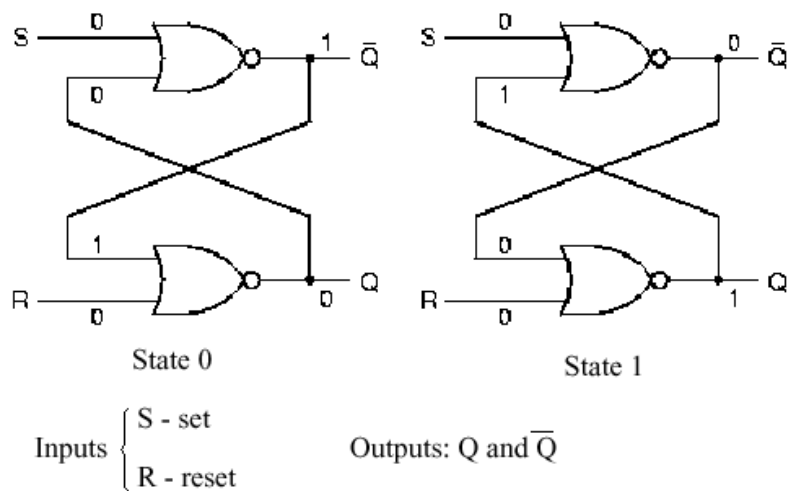 S 0 1 Q̅
0
1
R 0 0 Q
State 0
S 0 0 Q̅
1
0
R 0 1 Q
State 1
Inputs { S - set
R - reset
Outputs: Q and Q̅